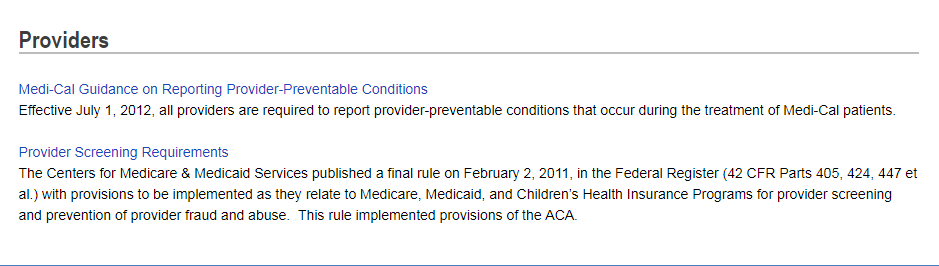 Providers
Medi-Cal Guidance on Reporting Provider-Preventable Conditions
Effective July 1, 2012, all providers are required to report provider-preventable conditions that occur during the treatment of Medi-Cal patients.
Provider Screening Requirements
The Centers for Medicare & Medicaid Services published a final rule on February 2, 2011, in the Federal Register (42 CFR Parts 405, 424, 447 et
al.) with provisions to be implemented as they relate to Medicare, Medicaid, and Children's Health Insurance Programs for provider screening
and prevention of provider fraud and abuse.  This rule implemented provisions of the ACA.